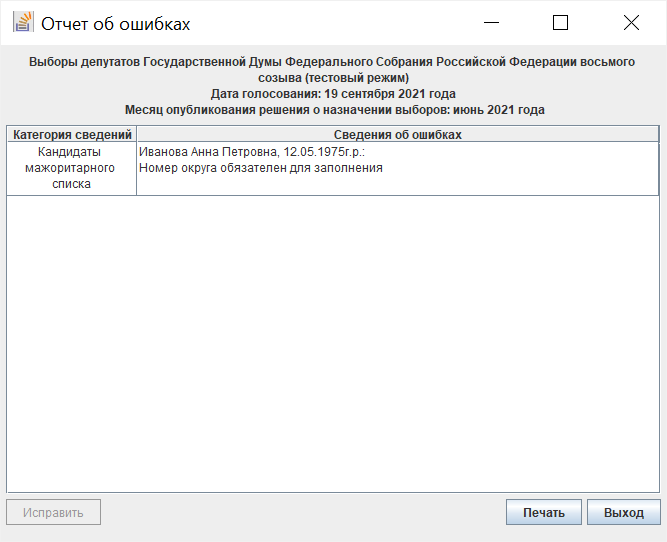 Отчет об ошибках
Выборы депутатов Государственной Думы Федерального Собрания Российской Федерации восьмого
созыва (тестовый режим)
Дата голосования: 19 сентября 2021 года
Месяц опубликования решения о назначении выборов: июнь 2021 года
Категория сведений Сведения об ошибках
Кандидаты
мажоритарного
списка
Иванова Анна Петровна, 12.05.1975г.р.:
Номер округа обязателен для заполнения
Исправить Печать Выход